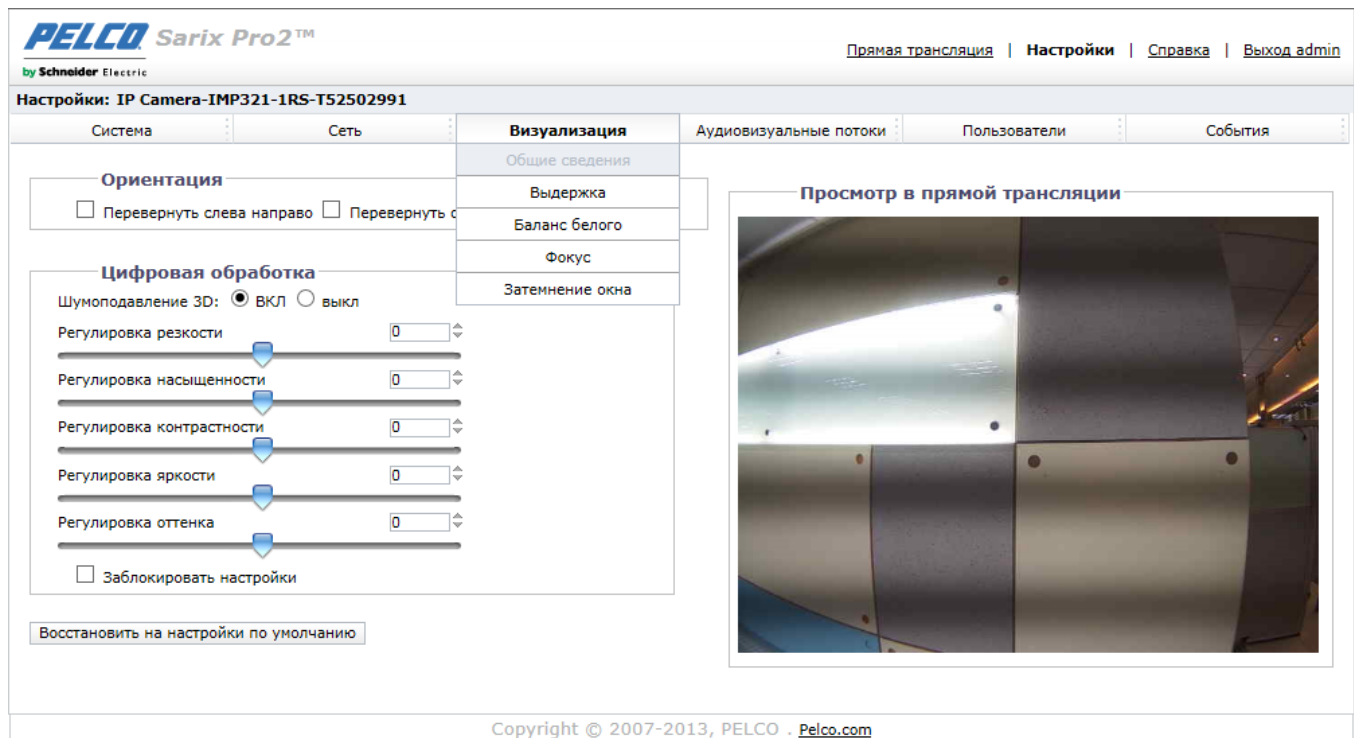 PELCO Sarix Pro2™
by Schneider Electric
Прямая трансляция | Настройки | Справка | Выход admin
Настройки: IP Camera-IMP321-1RS-T52502991
Система Сеть Визуализация Аудиовизуальные потоки Пользователи События
Общие сведения
Выдержка
Баланс белого
Фокус
Затемнение окна
Ориентация
Перевернуть слева направо Перевернуть
Цифровая обработка
Шумоподавление 3D: ВКЛ выкл
Регулировка резкости 0
Регулировка насыщенности 0
Регулировка контрастности 0
Регулировка яркости 0
Регулировка оттенка 0
Заблокировать настройки
Восстановить на настройки по умолчанию
Просмотр в прямой трансляции
Copyright © 2007-2013, PELCO . Pelco.com